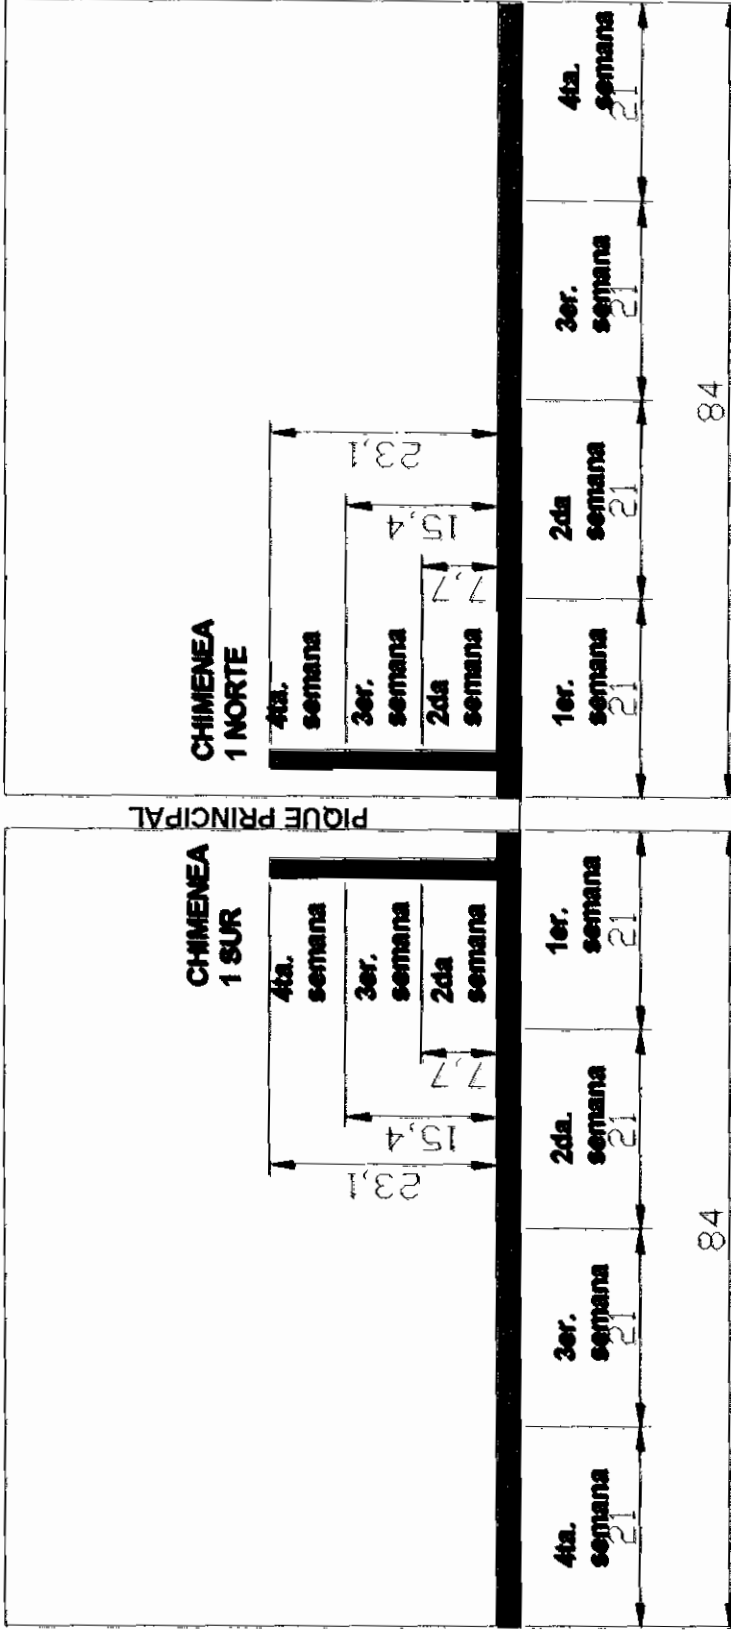 CHIMENEA
1 SUR
4ta.
semana
3er.
semana
2da
semana
23,1
15,4
7,7
PIQUE PRINCIPAL
CHIMENEA
1 NORTE
4ta.
semana
3er.
semana
2da
semana
7,7
15,4
23,1
4ta.
semana
21
3er.
semana
21
2da.
semana
21
1er.
semana
21
1er.
semana
21
2da
semana
21
3er.
semana
21
4ta.
semana
21
84
84